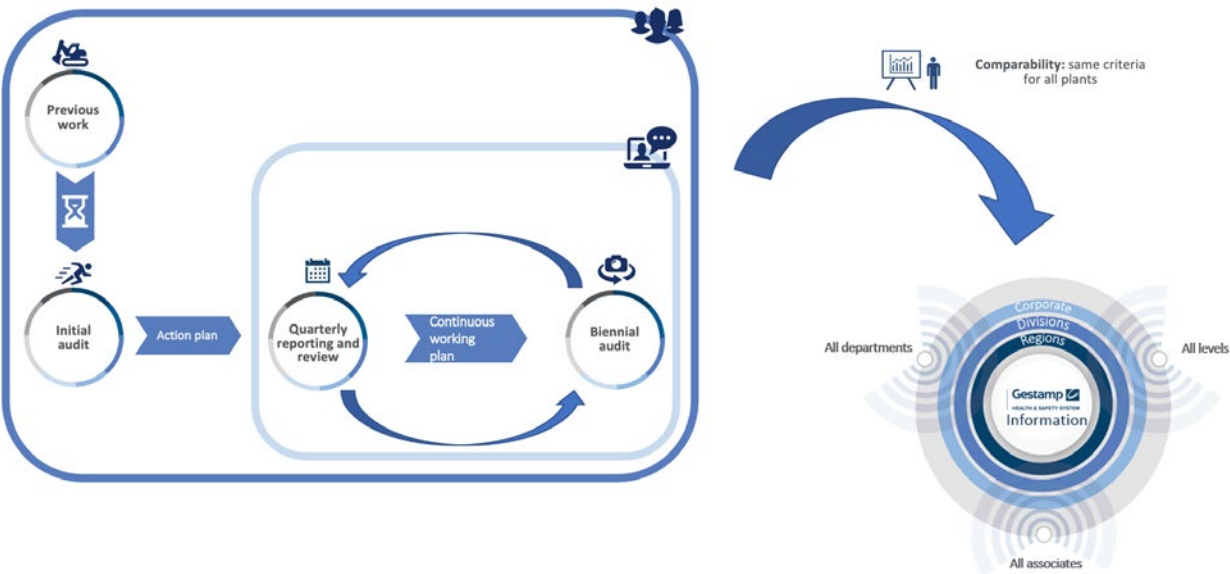 Previous
work
Initial
audit
Action plan
Quarterly
reporting and
review
Continuous
working
plan
Biennial
audit
Comparability: same criteria
for all plants
Corporate
Divisions
Regions
All departments
All levels
Gestamp
HEALTH & SAFETY SYSTEM
Information
All associates